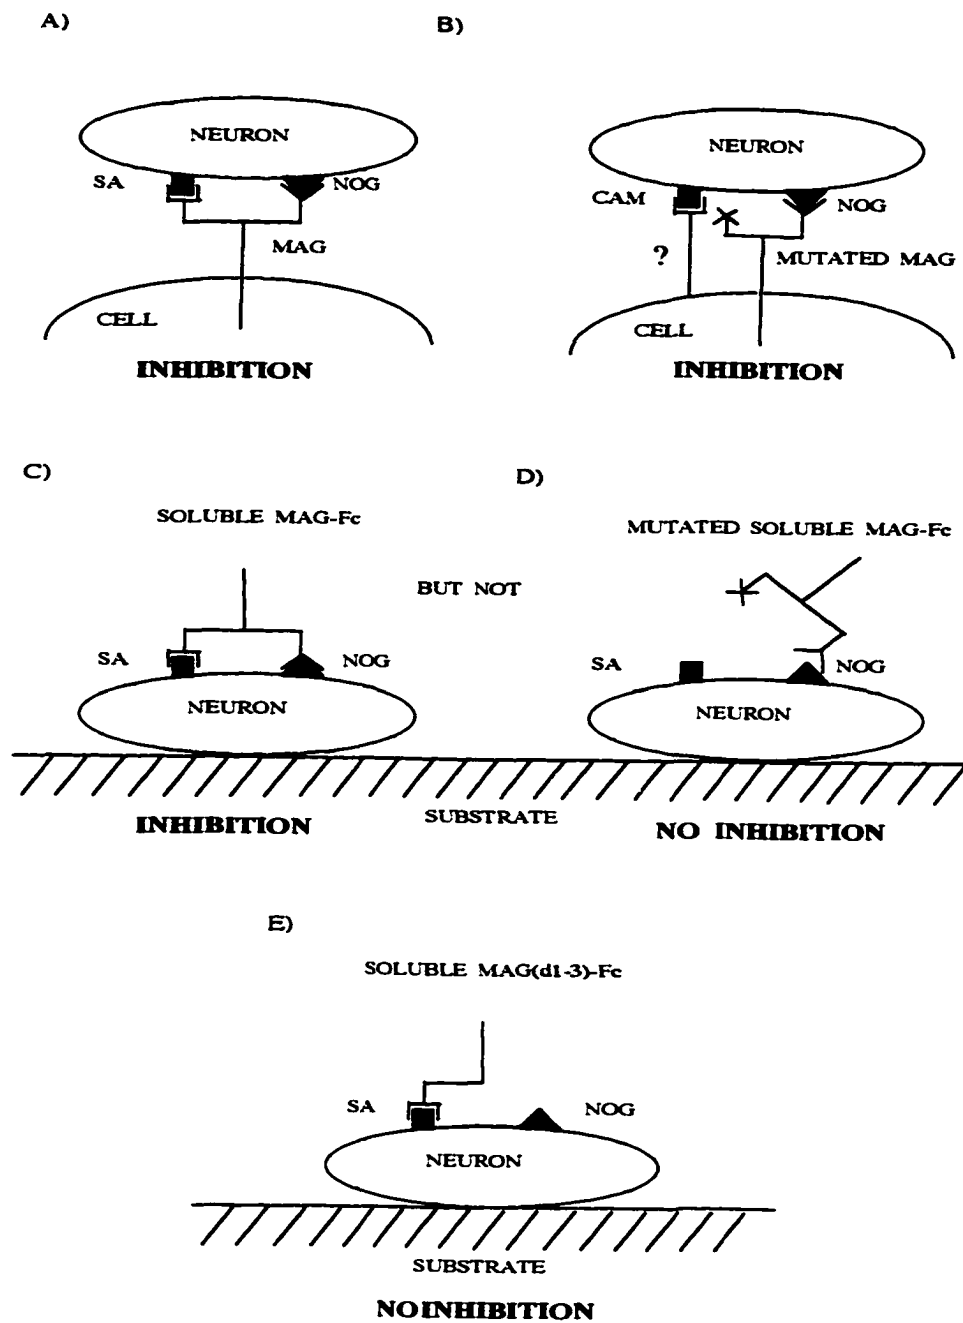 A)
B)
NEURON
SA
NOG
MAG
CELL
INHIBITION
NEURON
CAM
NOG
?
MUTATED MAG
CELL
INHIBITION
C)
D)
SOLUBLE MAG-Fc
MUTATED SOLUBLE MAG-Fc
BUT NOT
SA
NOG
NEURON
SA
NOG
NEURON
INHIBITION
SUBSTRATE
NO INHIBITION
E)
SOLUBLE MAG(d1-3)-Fc
SA
NOG
NEURON
SUBSTRATE
NO INHIBITION